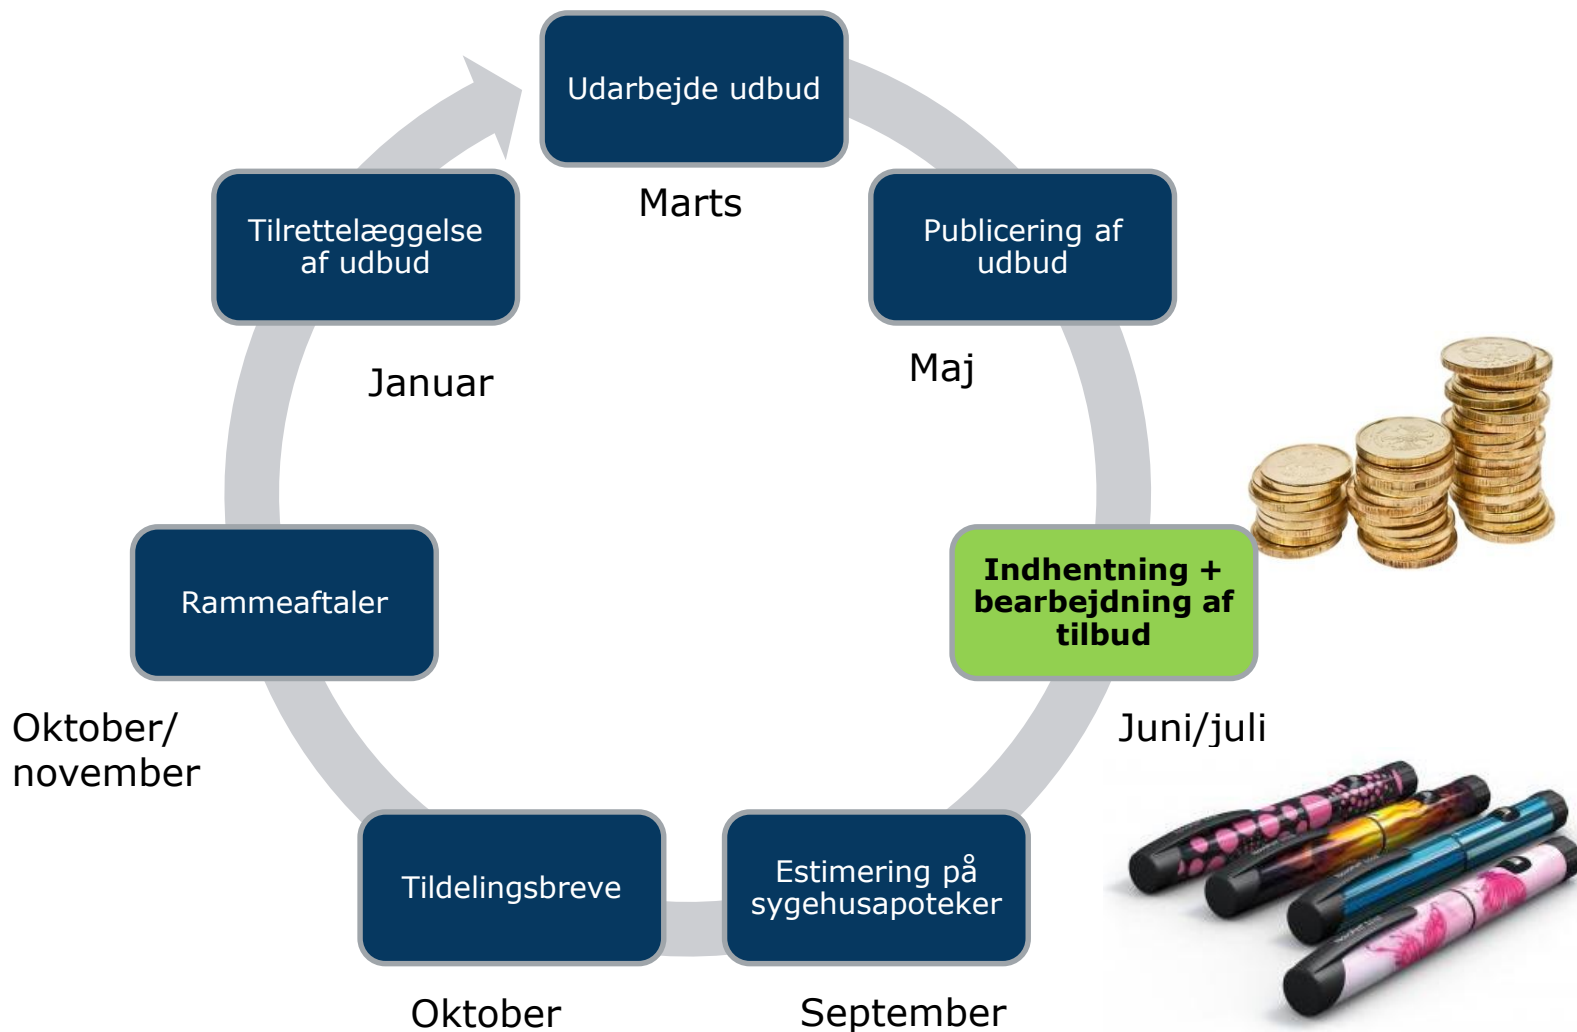 Udarbejde udbud
Marts
Publicering af
udbud
Maj
Indhentning +
bearbejdning af
tilbud
Juni/juli
Estimering på
sygehusapoteker
September
Tildelingsbreve
Oktober
Rammeaftaler
Oktober/
november
Tilrettelæggelse
af udbud
Januar